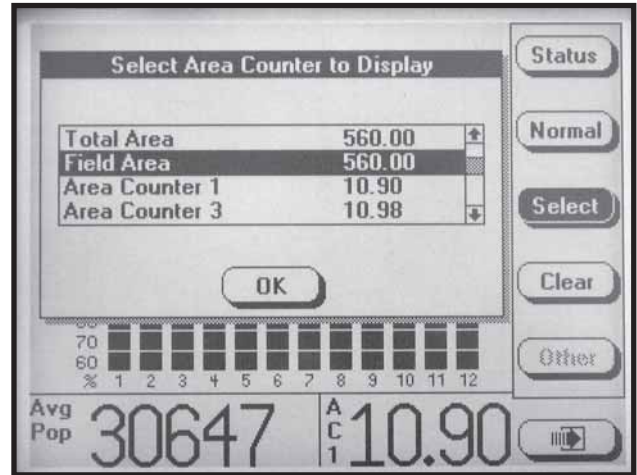 Select Area Counter to Display
Total Area 560.00
Field Area 560.00
Area Counter 1 10.90
Area Counter 3 10.98
OK
Status
Normal
Select
Clear
Other
70
60
% 1 2 3 4 5 6 7 8 9 10 11 12
Avg Pop 30647
AC1 10.90